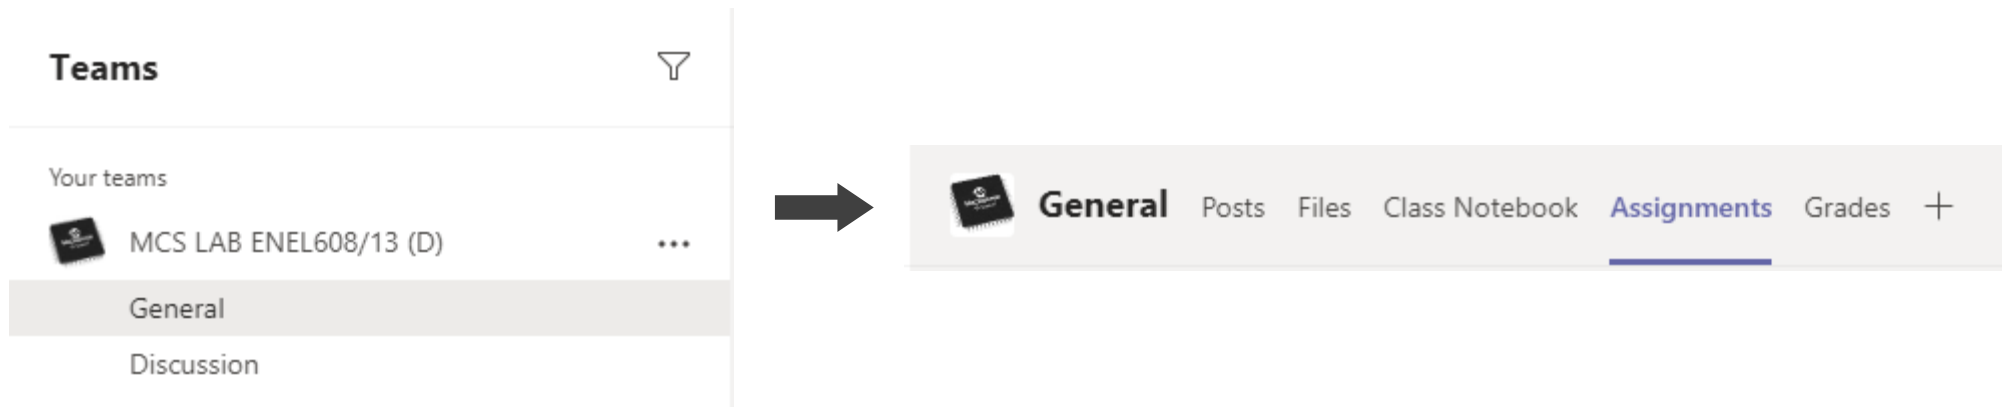 Teams
Your teams
MCS LAB ENEL608/13 (D)
General
Discussion
General Posts Files Class Notebook Assignments Grades